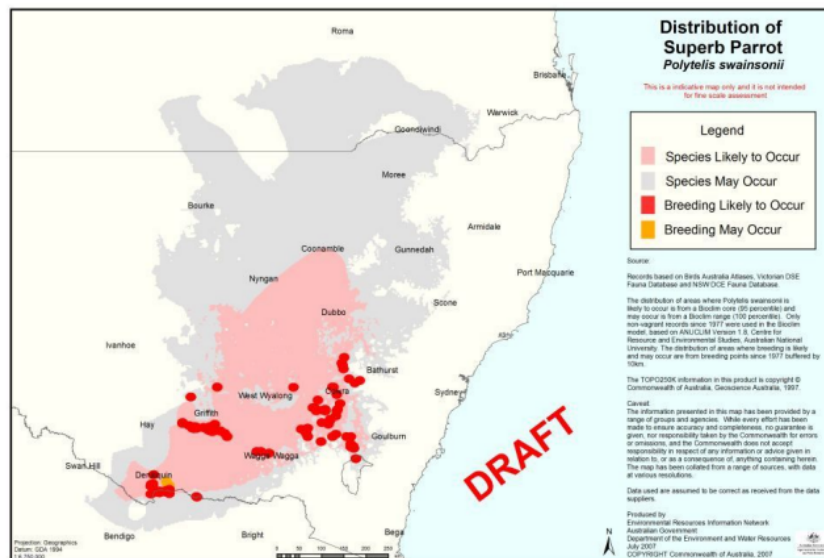 Distribution of
Superb Parrot
Polytelis swainsonii
This is a indicative map only and it is not intended
for fine scale assessment
Legend
Species Likely to Occur
Species May Occur
Breeding Likely to Occur
Breeding May Occur
Source:
Records based on Birds Australia Atlases, Victorian DSE
Fauna Database and NSW DCE Fauna Database.
The distribution of areas where Polytelis swainsonii is
likely to occur is from a Bioclim core (95 percentile) and
may occur is from a Bioclim range (100 percentile). Only
non-vagrant records since 1977 were used in the Bioclim
model, based on ANUCLIM Version 1.8, Centre for
Resource and Environmental Studies, Australian National
University. The distribution of areas where breeding is likely
and may occur are from breeding points since 1977 buffered by
10km.
The TOPO250K information in this product is copyright ©
Commonwealth of Australia, Geoscience Australia, 1997.
Caveat
The information presented in this map has been provided by a
range of groups and agencies. While every effort has been
made to ensure accuracy and completeness, no guarantee is
given, nor responsibility taken by the Commonwealth for errors
or omissions, and the Commonwealth does not accept
responsibility in respect of any information or advice given in
relation to, or as a consequence of, anything containing herein.
The map has been collated from a range of sources, with data
at various resolutions.
Data used are assumed to be correct as received from the data
suppliers.
Produced by
Environmental Resources Information Network
Australian Government
Department of the Environment and Water Resources
July 2007
COPYRIGHT Commonwealth of Australia, 2007
Roma
Brisbane
Warwick
Goondiwindi
Moree
Bourke
Armidale
Coonamble
Gunnedah
Nyngan
Port Macquarie
Scone
Dubbo
Ivanhoe
Bathurst
West Wyalong
Sydney
Griffith
Hay
Goulburn
Wagga Wagga
Swan Hill
Deniliquin
DRAFT
Bendigo
Bright
Bega
N
Projection: Geographics
Datum: GDA 1994